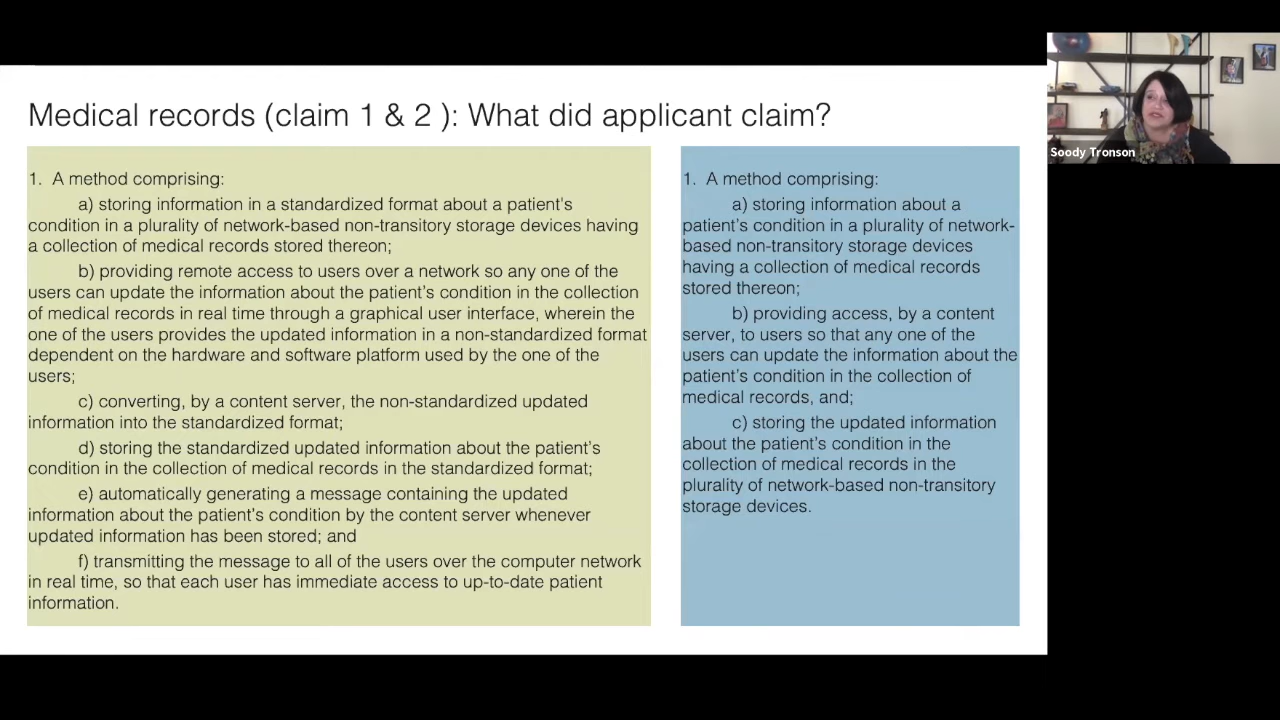 Medical records (claim 1 & 2 ): What did applicant claim?
1. A method comprising:
a) storing information in a standardized format about a patient's
condition in a plurality of network-based non-transitory storage devices having
a collection of medical records stored thereon;
b) providing remote access to users over a network so any one of the
users can update the information about the patient’s condition in the collection
of medical records in real time through a graphical user interface, wherein the
one of the users provides the updated information in a non-standardized format
dependent on the hardware and software platform used by the one of the
users;
c) converting, by a content server, the non-standardized updated
information into the standardized format;
d) storing the standardized updated information about the patient’s
condition in the collection of medical records in the standardized format;
e) automatically generating a message containing the updated
information about the patient’s condition by the content server whenever
updated information has been stored; and
f) transmitting the message to all of the users over the computer network
in real time, so that each user has immediate access to up-to-date patient
information.
1. A method comprising:
a) storing information about a
patient’s condition in a plurality of network-
based non-transitory storage devices
having a collection of medical records
stored thereon;
b) providing access, by a content
server, to users so that any one of the
users can update the information about the
patient’s condition in the collection of
medical records, and;
c) storing the updated information
about the patient’s condition in the
collection of medical records in the
plurality of network-based non-transitory
storage devices.
Soody Tronson